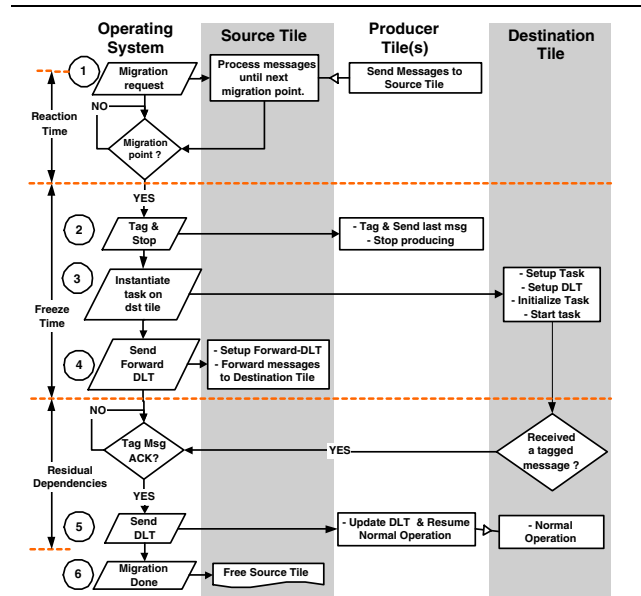 Operating
System
Source Tile
Producer
Tile(s)
Destination
Tile
1
Migration
request
Process messages
until next
migration point.
Send Messages to
Source Tile
Reaction
Time
NO
Migration
point ?
YES
2
Tag &
Stop
- Tag & Send last msg
- Stop producing
3
Instantiate
task on
dst tile
- Setup Task
- Setup DLT
- Initialize Task
- Start task
Freeze
Time
4
Send
Forward
DLT
- Setup Forward-DLT
- Forward messages
to Destination Tile
NO
Tag Msg
ACK?
YES
Received
a tagged
message ?
Residual
Dependencies
YES
5
Send
DLT
- Update DLT & Resume
Normal Operation
- Normal
Operation
6
Migration
Done
Free Source Tile